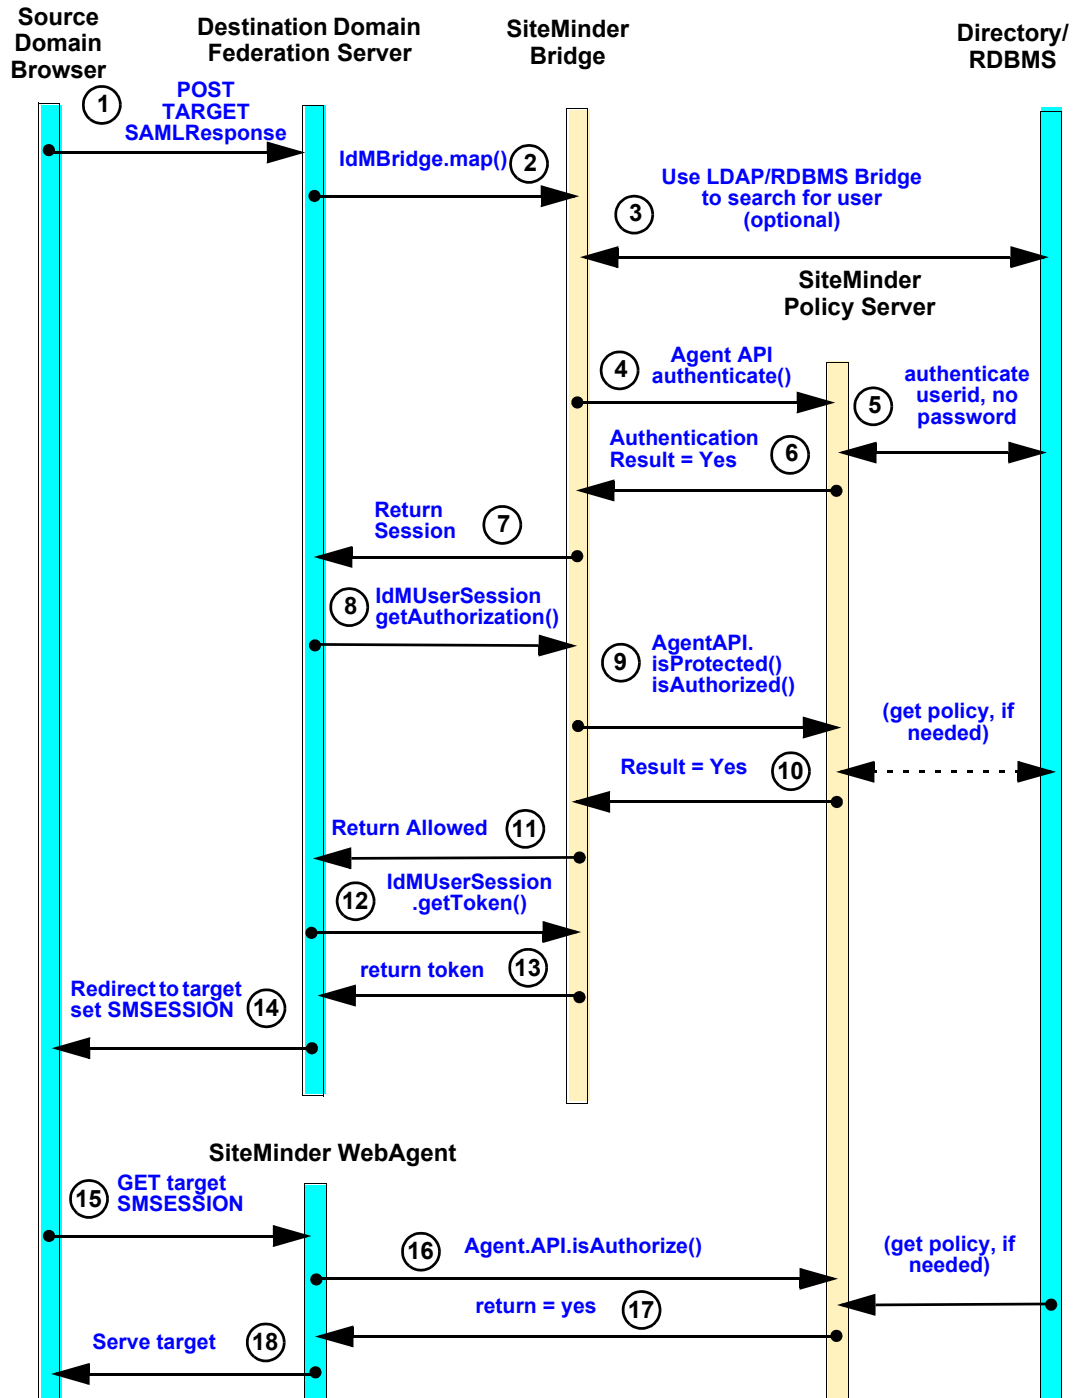 Source
Domain
Browser
Destination Domain
Federation Server
SiteMinder
Bridge
Directory/
RDBMS
1
POST
TARGET
SAMLResponse
IdMBridge.map()
2
Use LDAP/RDBMS Bridge
to search for user
(optional)
3
SiteMinder
Policy Server
4
Agent API
authenticate()
5
authenticate
userid, no
password
Authentication
Result = Yes
6
Return
Session
7
8
IdMUserSession
getAuthorization()
9
AgentAPI.
isProtected()
isAuthorized()
(get policy, if
needed)
Result = Yes
10
Return Allowed
11
12
IdMUserSession
.getToken()
return token
13
Redirect to target
set SMSESSION
14
SiteMinder WebAgent
15
GET target
SMSESSION
16
Agent.API.isAuthorize()
(get policy, if
needed)
return = yes
17
Serve target
18